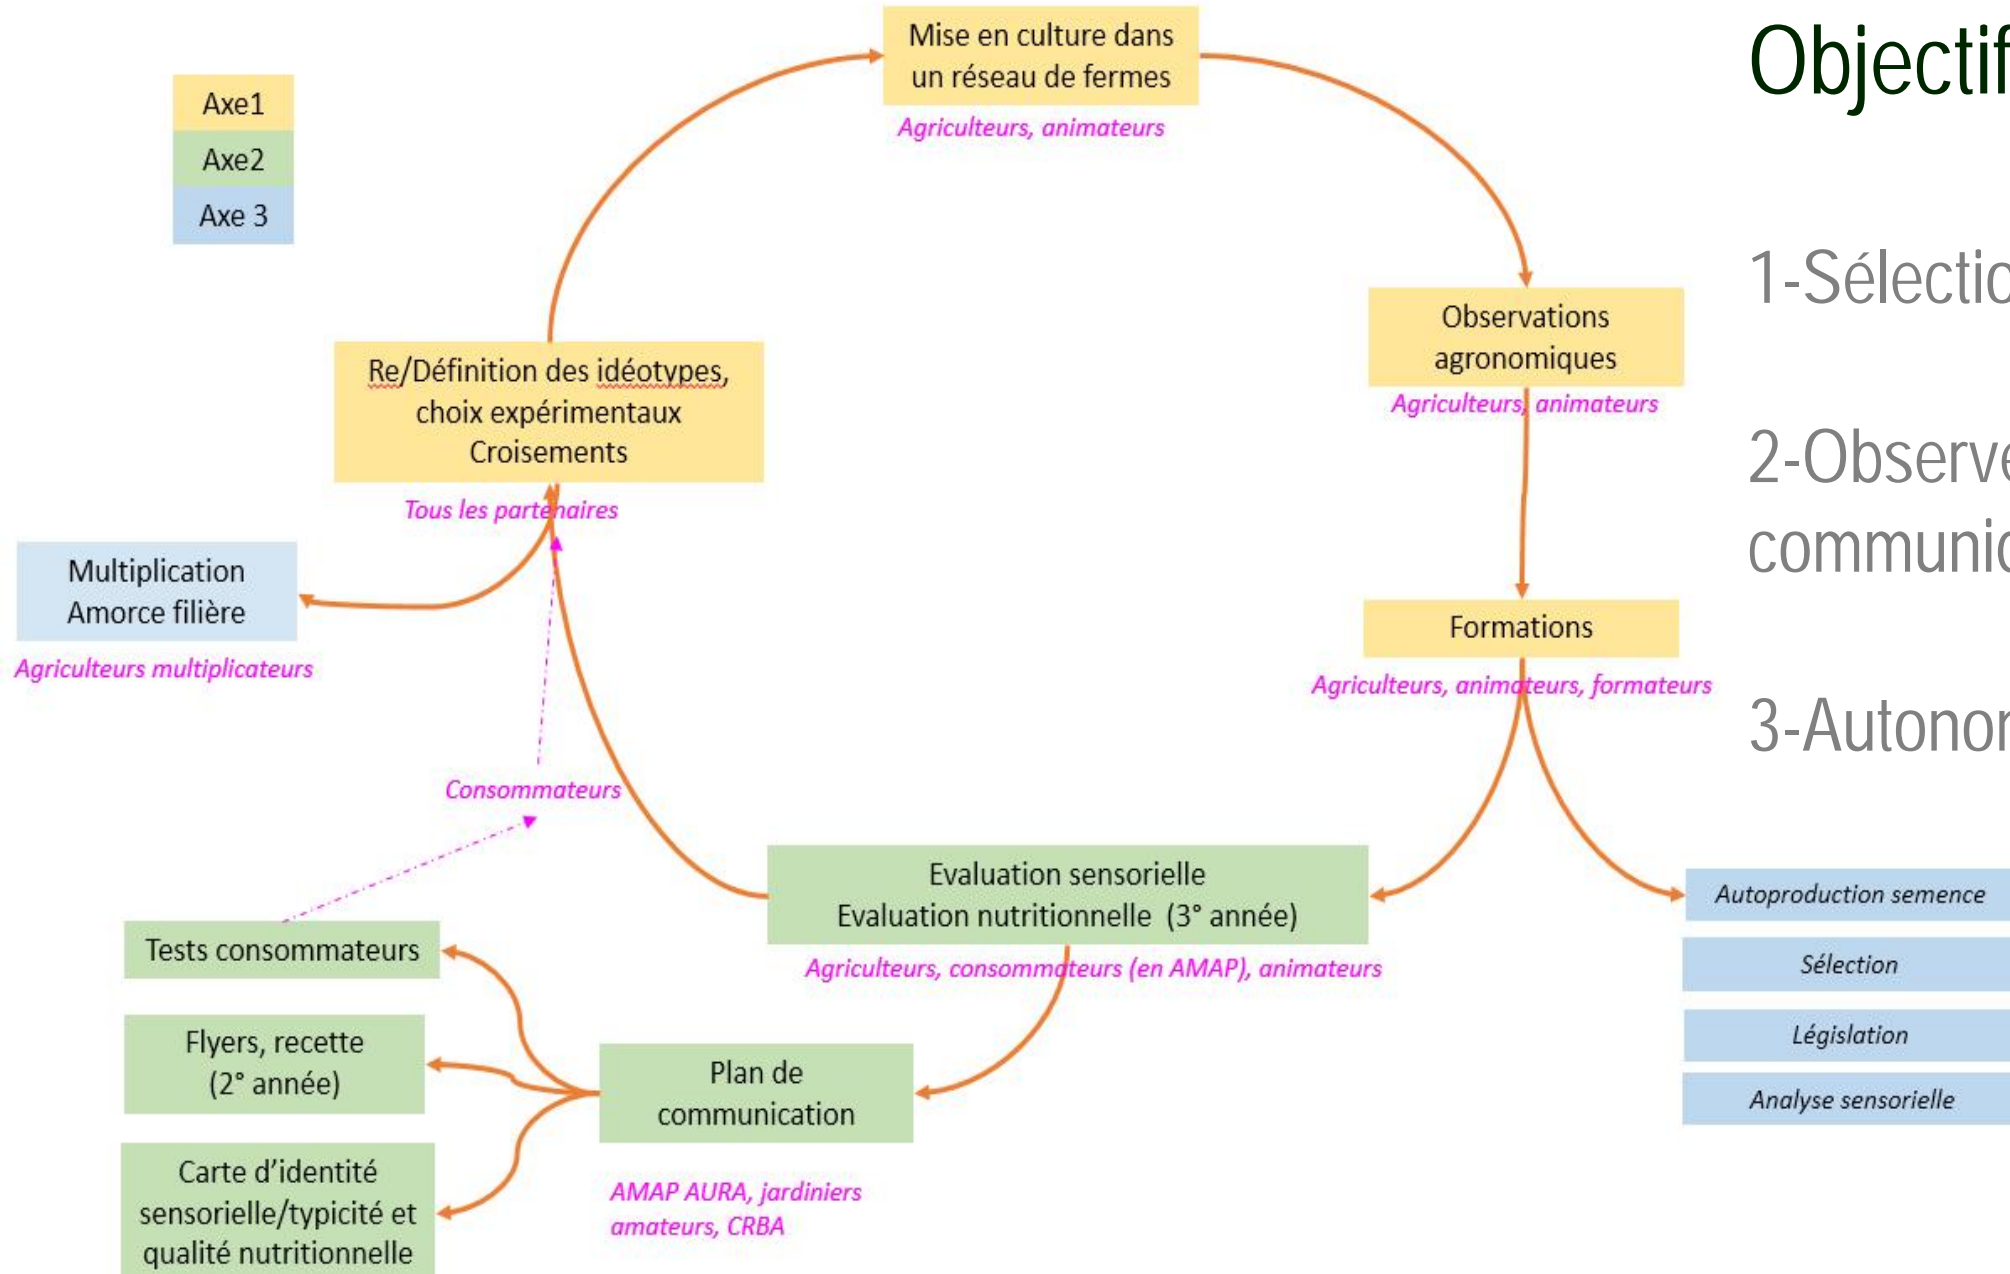 Axe1
Axe2
Axe 3
Mise en culture dans
un réseau de fermes
Agriculteurs, animateurs
Observations
agronomiques
Agriculteurs, animateurs
Formations
Agriculteurs, animateurs, formateurs
Autoproduction semence
Sélection
Législation
Analyse sensorielle
Evaluation sensorielle
Evaluation nutritionnelle (3° année)
Agriculteurs, consommateurs (en AMAP), animateurs
Plan de
communication
AMAP AURA, jardiniers
amateurs, CRBA
Tests consommateurs
Flyers, recette
(2° année)
Carte d'identité
sensorielle/typicité et
qualité nutritionnelle
Consommateurs
Re/Définition des idéotypes,
choix expérimentaux
Croisements
Tous les partenaires
Multiplication
Amorce filière
Agriculteurs multiplicateurs
Objectif
1-Sélectio
2-Observe
communic
3-Autonor